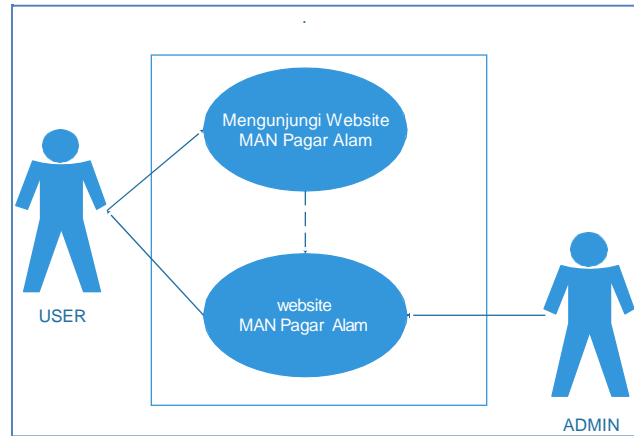 Mengunjungi Website
MAN Pagar Alam
website
MAN Pagar Alam
USER
ADMIN